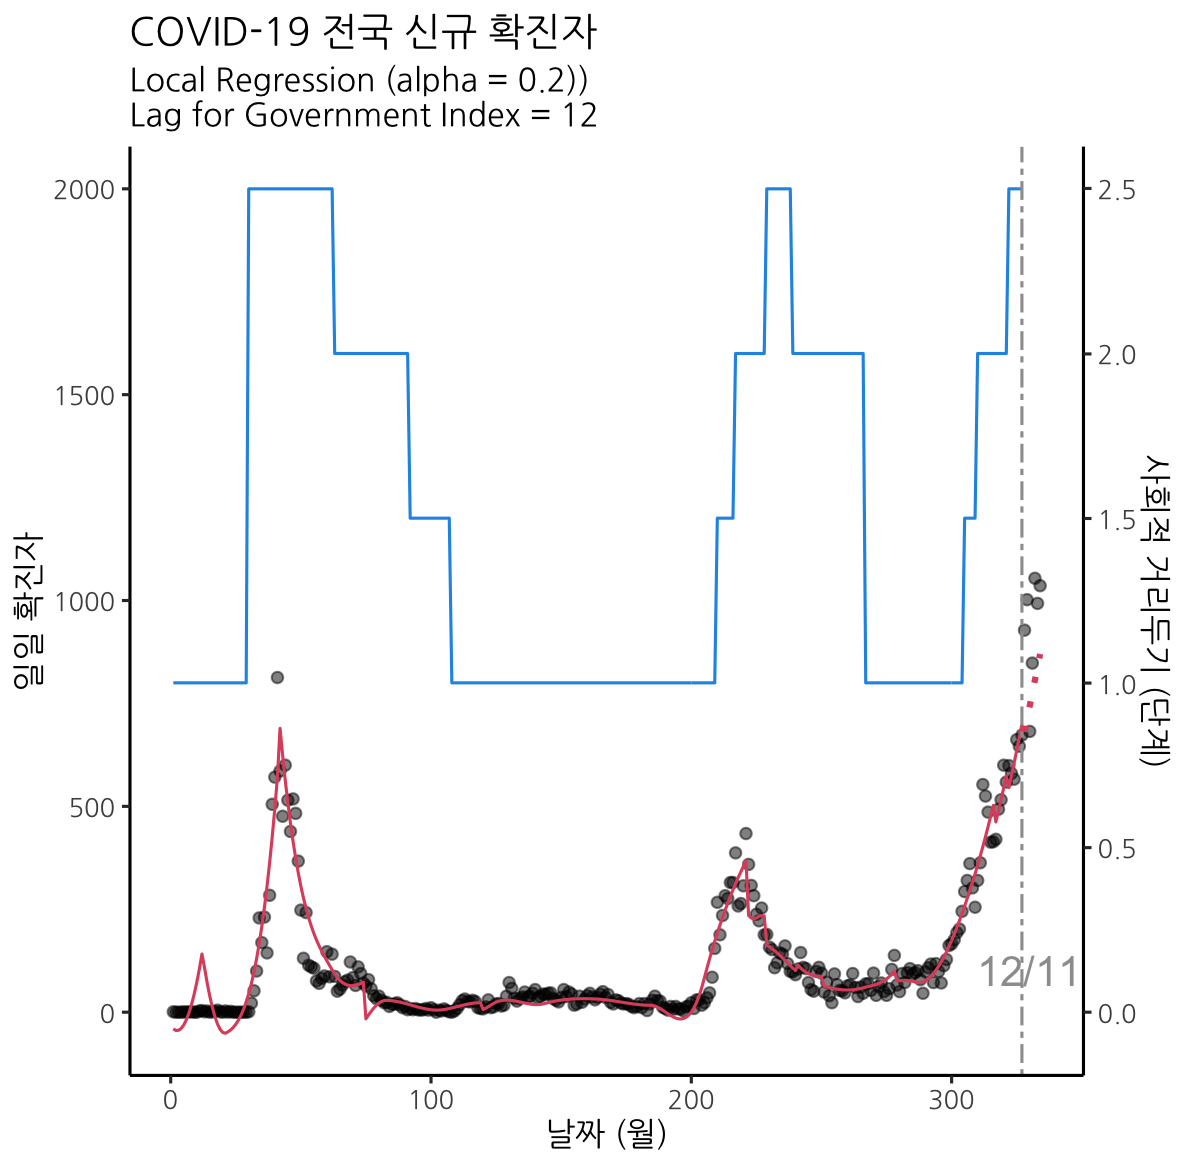 COVID-19 전국 신규 확진자
Local Regression (alpha = 0.2))
Lag for Government Index = 12
일일 확진자
2000
1500
1000
500
0
2.5
2.0
1.5
1.0
0.5
0.0
사회적 거리두기 (단계)
12/11
0 100 200 300
날짜 (월)